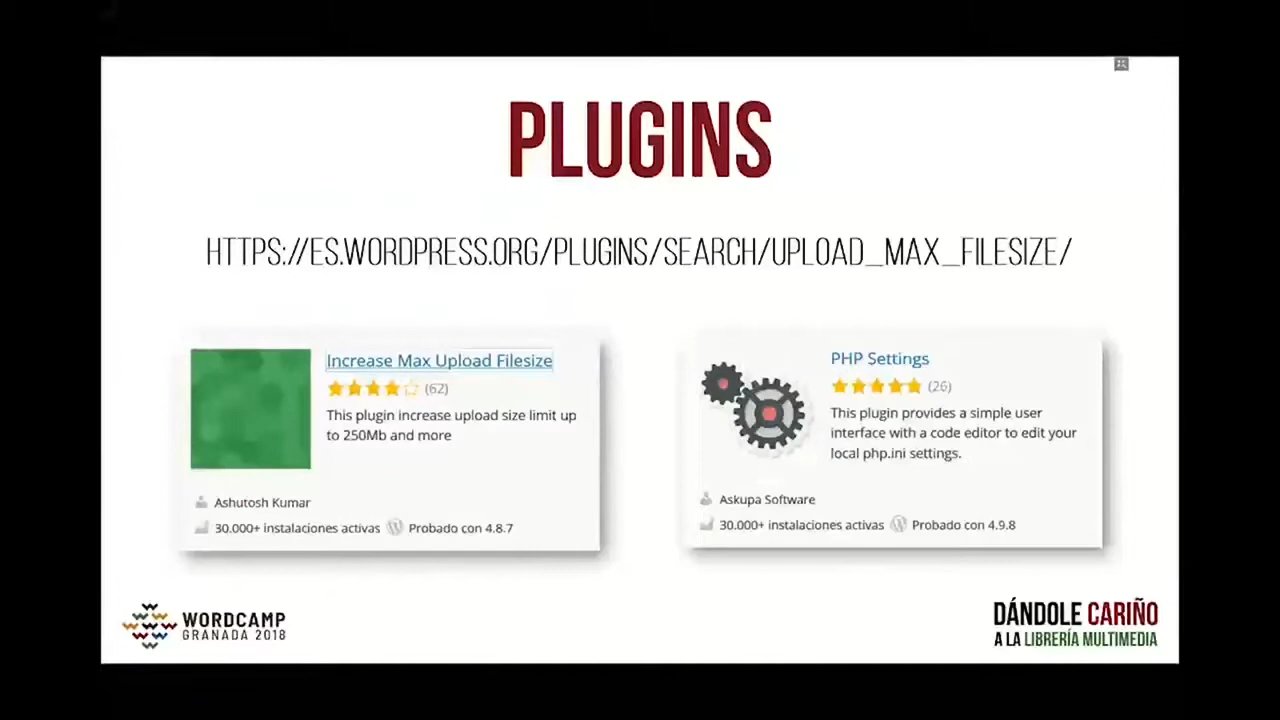 PLUGINS
HTTPS://ES.WORDPRESS.ORG/PLUGINS/SEARCH/UPLOAD_MAX_FILESIZE/
Increase Max Upload Filesize
(62)
This plugin increase upload size limit up
to 250Mb and more
Ashutosh Kumar
30.000+ instalaciones activas Probado con 4.8.7
PHP Settings
(26)
This plugin provides a simple user
interface with a code editor to edit your
local php.ini settings.
Askupa Software
30.000+ instalaciones activas Probado con 4.9.8
WORDCAMP
GRANADA 2018
DÁNDOLE CARIÑO
A LA LIBRERÍA MULTIMEDIA